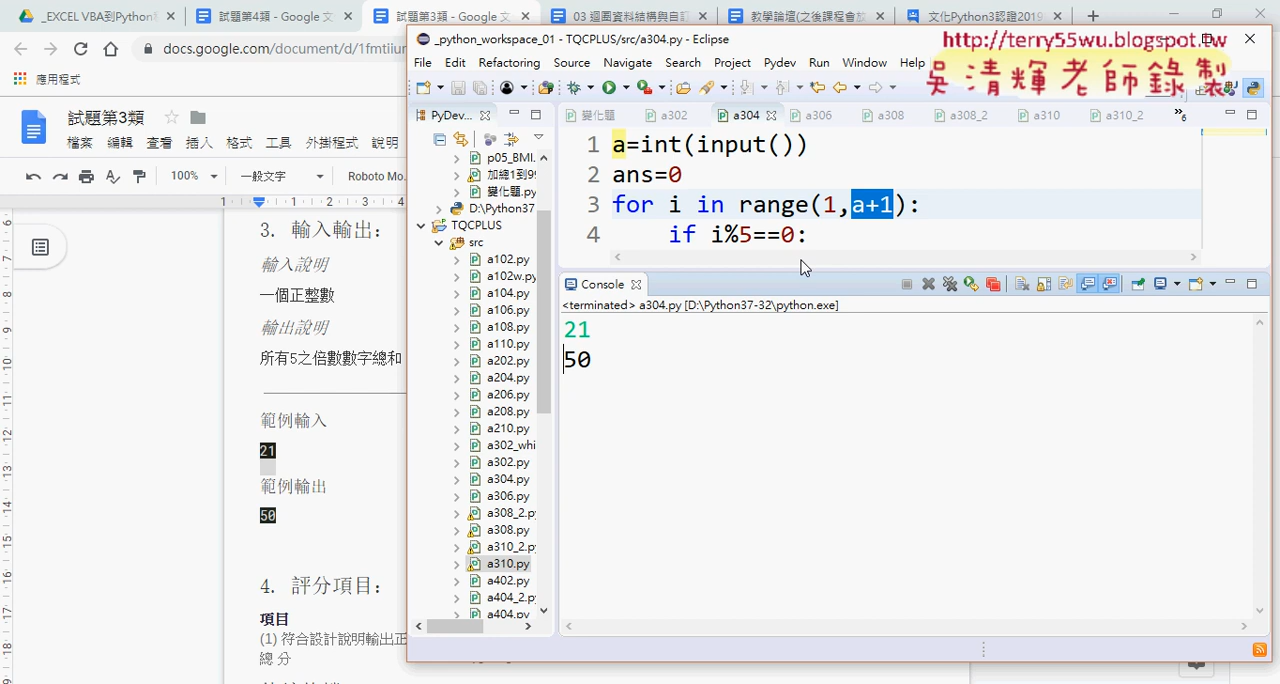 _EXCEL VBA到Python
試題第4類 - Google 文
試題第3類 - Google 文
03 迴圈資料結構與自訂
教學論壇(之後課程會放
文化Python3認證2019
docs.google.com/document/d/1fmtiiun
應用程式
試題第3類
檔案 編輯 查看 插入 格式 工具 外掛程式 說明
100% 一般文字 Roboto Mo...
1 1 2 3 4
3. 輸入輸出:
輸入說明
一個正整數
輸出說明
所有5之倍數數字總和
範例輸入
21
範例輸出
50
4. 評分項目:
項目
(1) 符合設計說明輸出正
總 分
_python_workspace_01 - TQCPLUS/src/a304.py - Eclipse
http://terry55wu.blogspot.tw
吳清輝老師錄製
File Edit Refactoring Source Navigate Search Project Pydev Run Window Help
PyDev...
p05_BMI.
加總1到99
變化題.py
D:\Python37
TQCPLUS
src
a102.py
a102w.py
a104.py
a106.py
a108.py
a110.py
a202.py
a204.py
a206.py
a208.py
a210.py
a302_whi
a302.py
a304.py
a306.py
a308_2.py
a308.py
a310_2.py
a310.py
a402.py
a404_2.py
a404.py
變化題 a302 a304 a306 a308 a308_2 a310 a310_2 »6
1 a=int(input())
2 ans=0
3 for i in range(1,a+1):
4 if i%5==0:
Console
<terminated> a304.py [D:\Python37-32\python.exe]
21
50